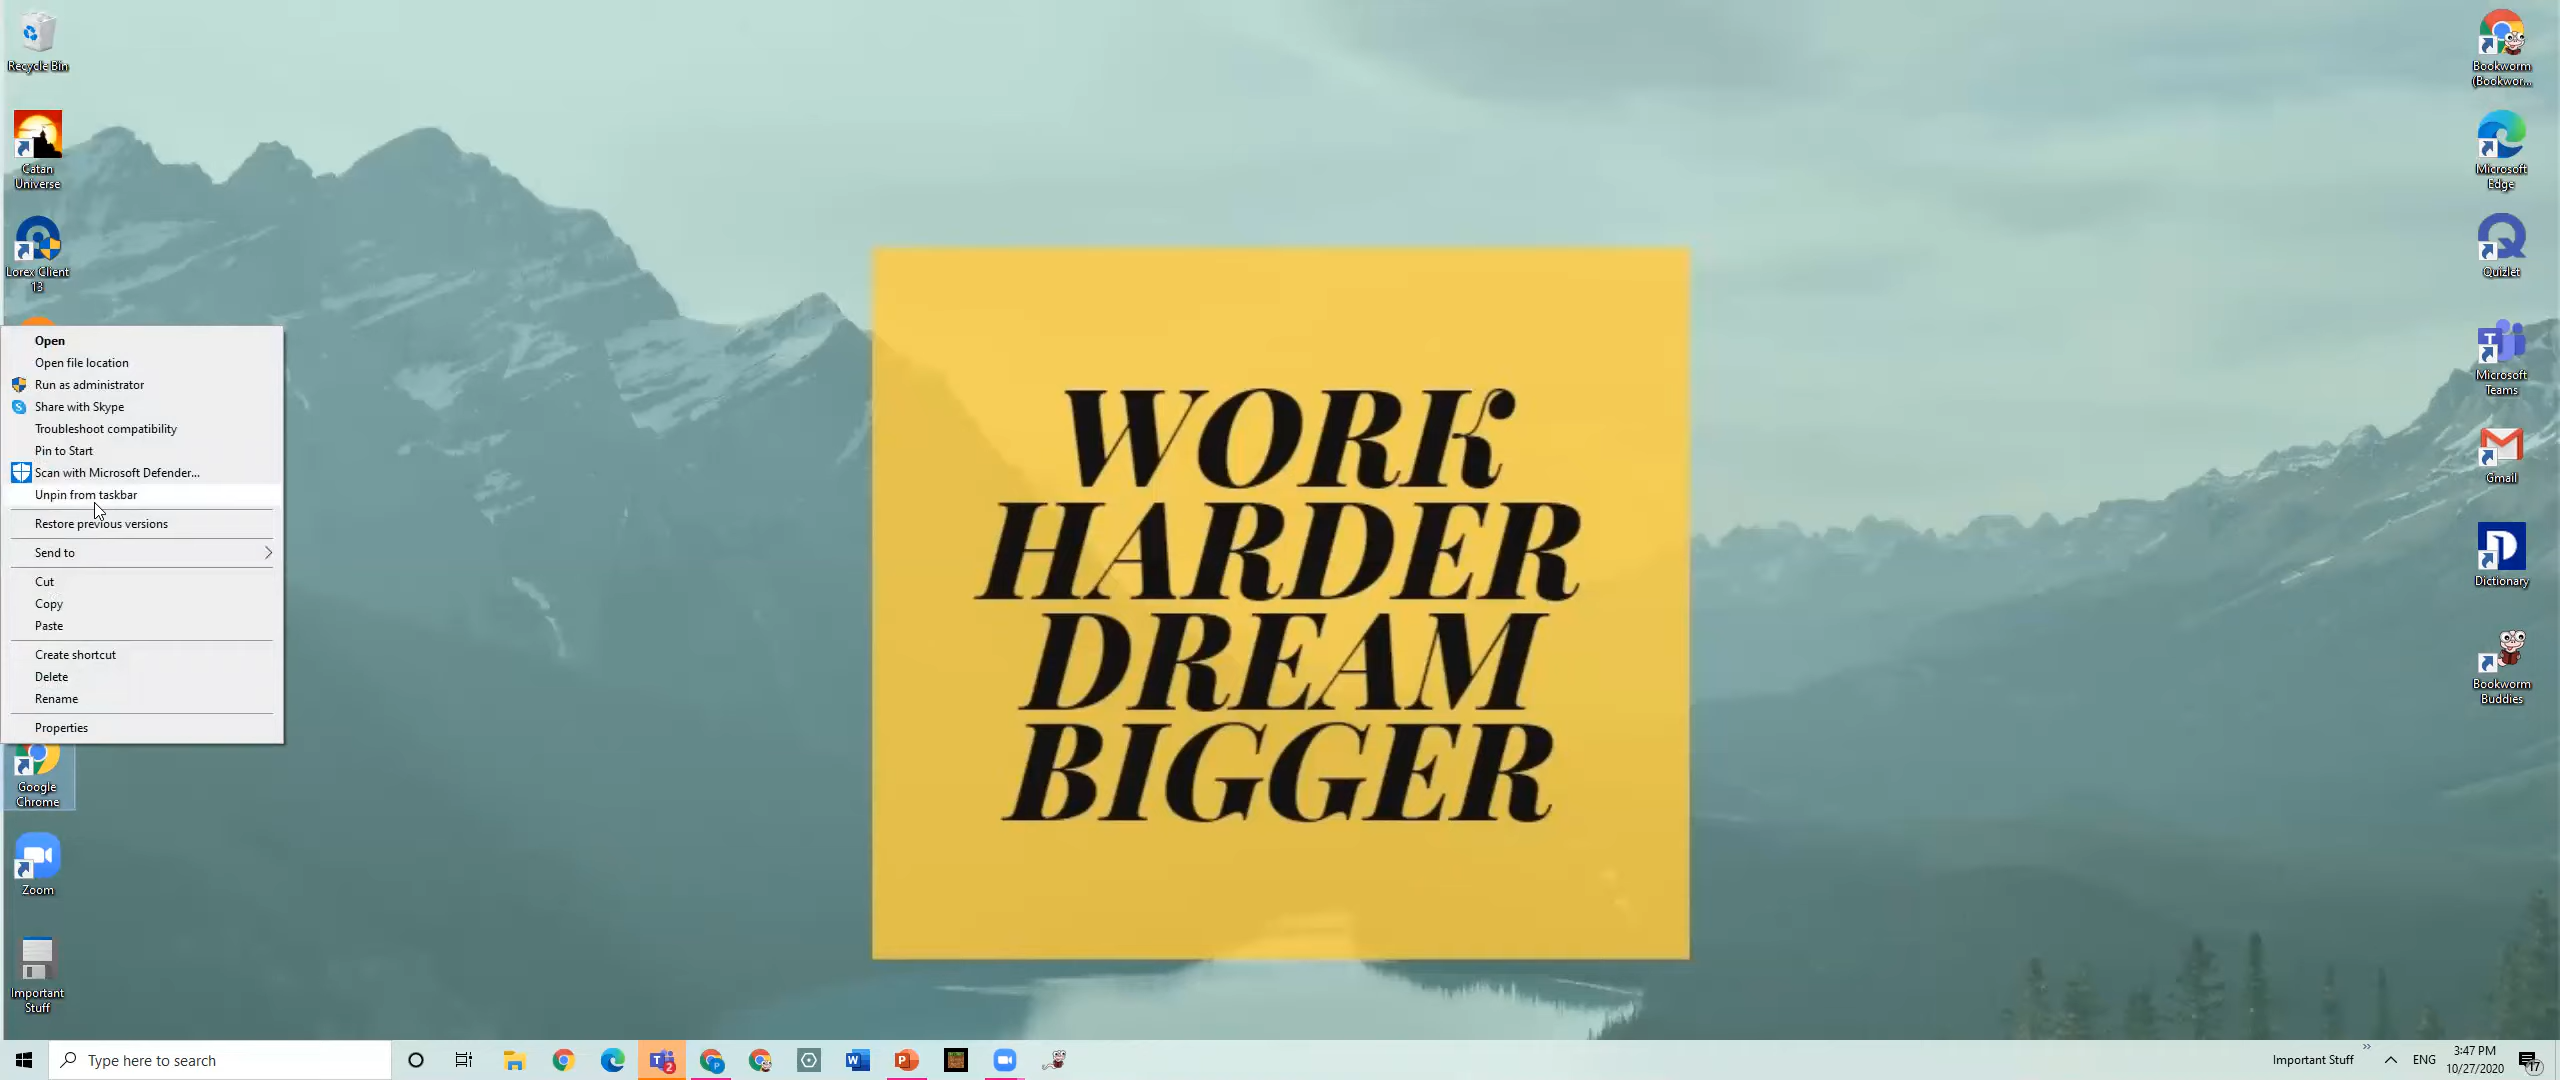 Recycle Bin
Catan
Universe
Lorex Client
13
Open
Open file location
Run as administrator
Share with Skype
Troubleshoot compatibility
Pin to Start
Scan with Microsoft Defender...
Unpin from taskbar
Restore previous versions
Send to
Cut
Copy
Paste
Create shortcut
Delete
Rename
Properties
Google
Chrome
Zoom
Important
Stuff
WORK
HARDER
DREAM
BIGGER
Bookworm
(Bookwor...
Microsoft
Edge
Quizlet
Microsoft
Teams
Gmail
Dictionary
Bookworm
Buddies
Type here to search
2
Important Stuff
ENG
3:47 PM
10/27/2020
17